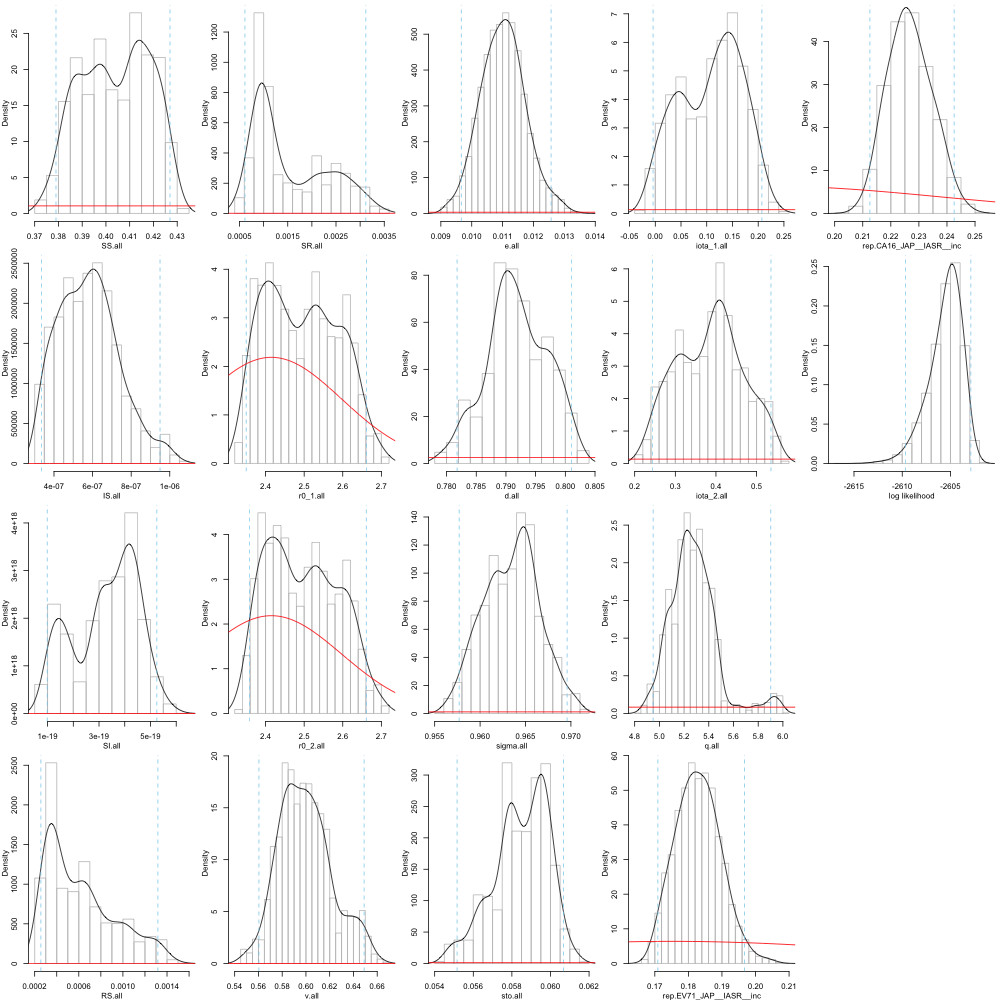 Density
0 5 10 15 20 25
0.37 0.38 0.39 0.40 0.41 0.42 0.43
SS.all
Density
0 200 400 600 800 1000 1200
0.0005 0.0015 0.0025 0.0035
SR.all
Density
0 100 200 300 400 500
0.009 0.010 0.011 0.012 0.013 0.014
e.all
Density
0 1 2 3 4 5 6 7
-0.05 0.00 0.05 0.10 0.15 0.20 0.25
iota_1.all
Density
0 10 20 30 40
0.20 0.21 0.22 0.23 0.24 0.25
rep.CA16_JAP__IASR__inc
Density
0 500000 1000000 1500000 2000000 2500000
4e-07 6e-07 8e-07 1e-06
IS.all
Density
0 1 2 3 4
2.4 2.5 2.6 2.7
r0_1.all
Density
0 20 40 60 80
0.780 0.785 0.790 0.795 0.800 0.805
d.all
Density
0 1 2 3 4 5 6
0.2 0.3 0.4 0.5
iota_2.all
Density
0.00 0.05 0.10 0.15 0.20 0.25
-2615 -2610 -2605
log likelihood
Density
0e+00 1e+18 2e+18 3e+18 4e+18
1e-19 3e-19 5e-19
SI.all
Density
0 1 2 3 4
2.4 2.5 2.6 2.7
r0_2.all
Density
0 20 40 60 80 100 120 140
0.955 0.960 0.965 0.970
sigma.all
Density
0.0 0.5 1.0 1.5 2.0 2.5
4.8 5.0 5.2 5.4 5.6 5.8 6.0
q.all
Density
0 500 1000 1500 2000 2500
0.0002 0.0006 0.0010 0.0014
RS.all
Density
0 5 10 15 20
0.54 0.56 0.58 0.60 0.62 0.64 0.66
v.all
Density
0 50 100 150 200 250 300
0.054 0.056 0.058 0.060 0.062
sto.all
Density
0 10 20 30 40 50 60
0.17 0.18 0.19 0.20 0.21
rep.EV71_JAP__IASR__inc